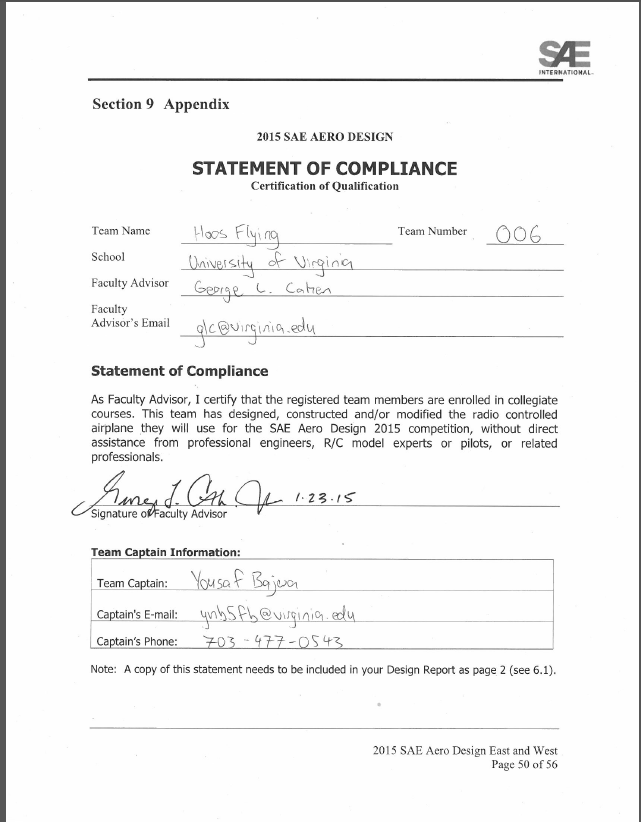 SAE
INTERNATIONAL.
Section 9 Appendix
2015 SAE AERO DESIGN
STATEMENT OF COMPLIANCE
Certification of Qualification
Team Name Hoos Flying Team Number 006
School University of Virginia
Faculty Advisor George L. Cahen
Faculty
Advisor's Email glc@virginia.edu
Statement of Compliance
As Faculty Advisor, I certify that the registered team members are enrolled in collegiate
courses. This team has designed, constructed and/or modified the radio controlled
airplane they will use for the SAE Aero Design 2015 competition, without direct
assistance from professional engineers, R/C model experts or pilots, or related
professionals.
1·23·15
Signature of Faculty Advisor
Team Captain Information:
Team Captain: Yousaf Bajwa
Captain's E-mail: ynb5fb@virginia.edu
Captain's Phone: 703-477-0543
Note: A copy of this statement needs to be included in your Design Report as page 2 (see 6.1).
2015 SAE Aero Design East and West
Page 50 of 56